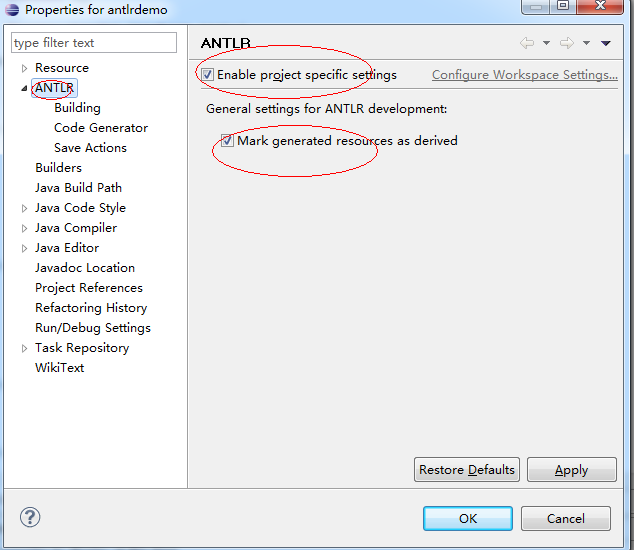 Properties for antlrdemo
type filter text
Resource
ANTLR
Building
Code Generator
Save Actions
Builders
Java Build Path
Java Code Style
Java Compiler
Java Editor
Javadoc Location
Project References
Refactoring History
Run/Debug Settings
Task Repository
WikiText
ANTLR
Enable project specific settings Configure Workspace Settings...
General settings for ANTLR development:
Mark generated resources as derived
Restore Defaults Apply
? OK Cancel